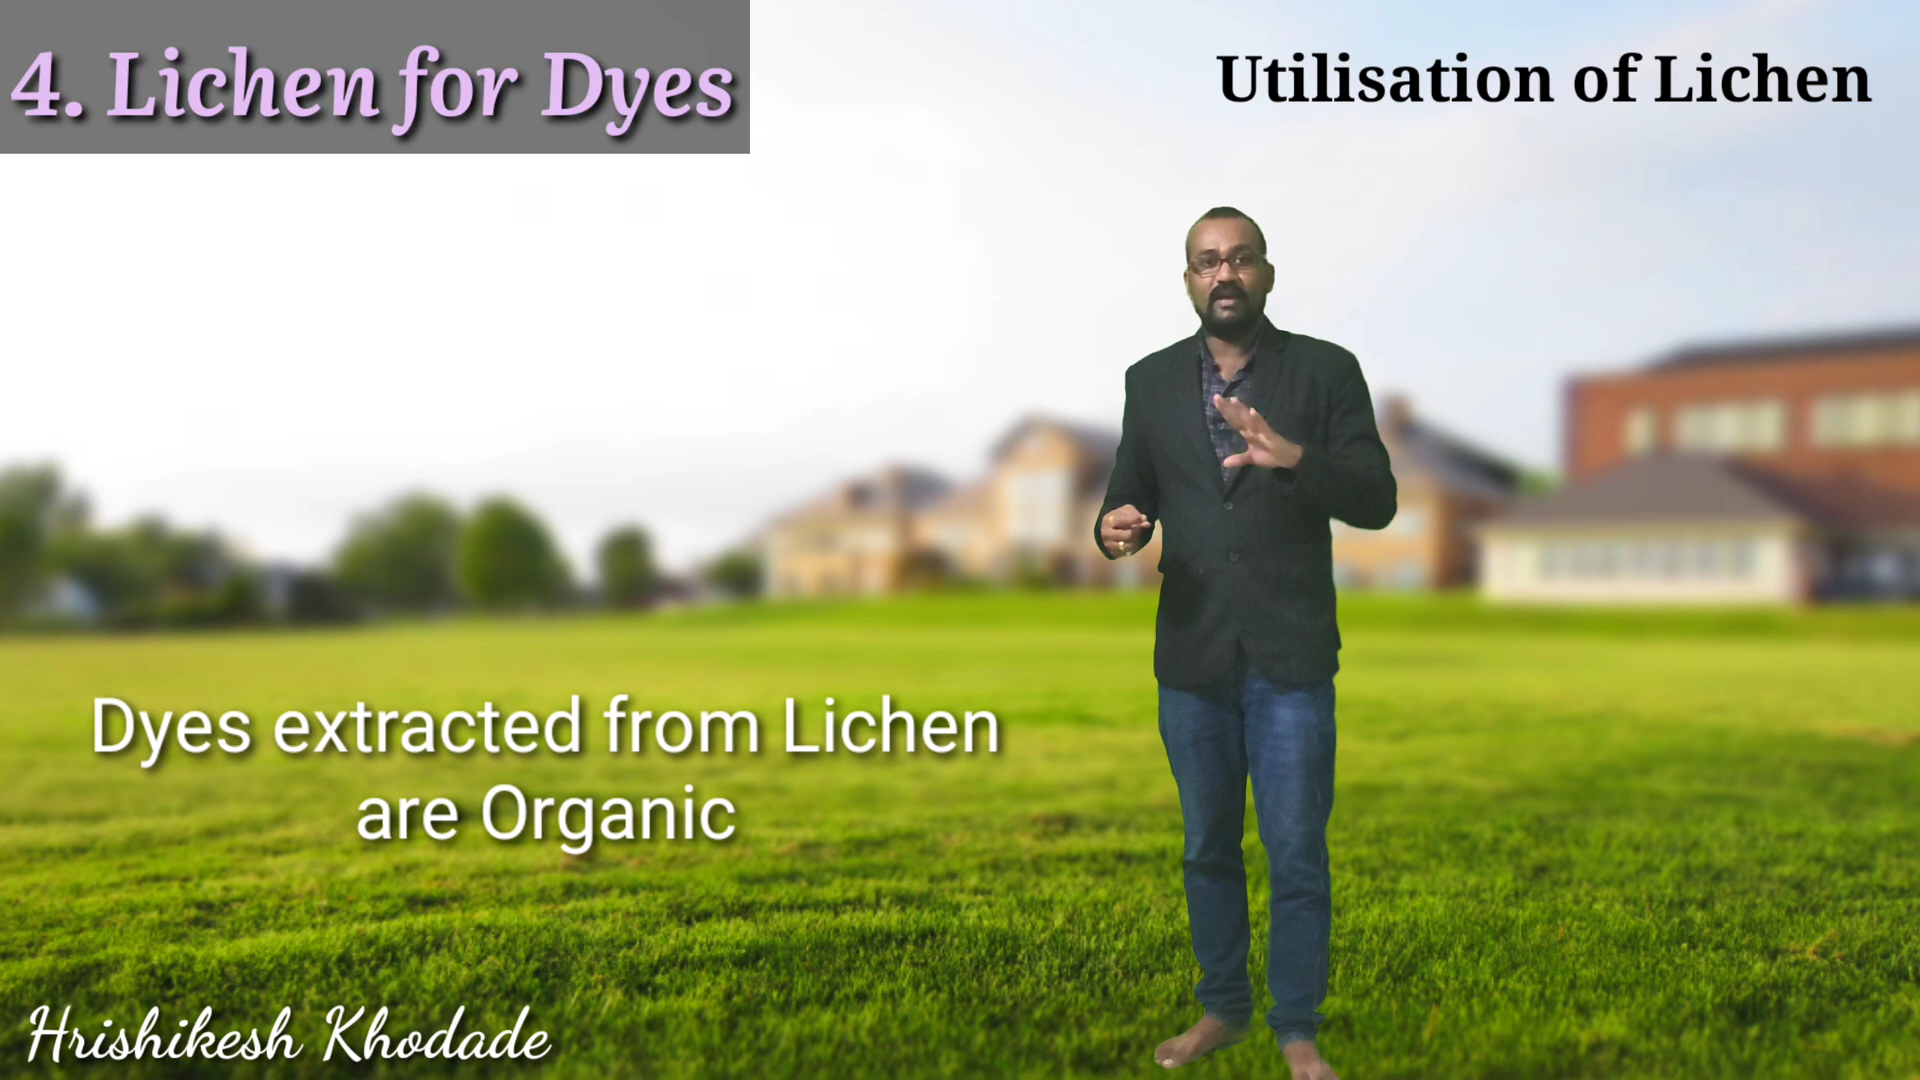 4. Lichen for Dyes
Utilisation of Lichen
Dyes extracted from Lichen
are Organic
Hrishikesh Khodade